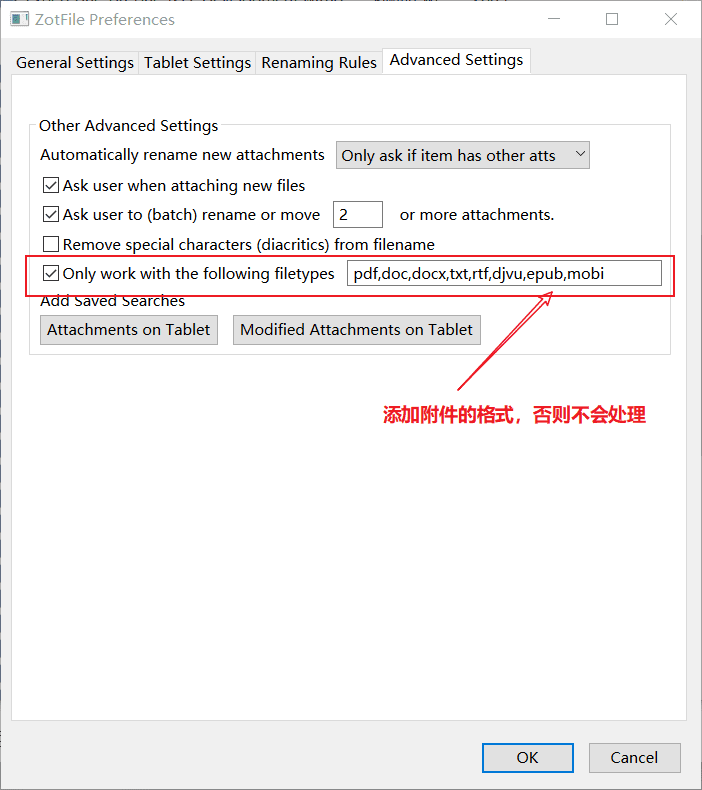 ZotFile Preferences
General Settings Tablet Settings Renaming Rules Advanced Settings
Other Advanced Settings
Automatically rename new attachments Only ask if item has other atts
Ask user when attaching new files
Ask user to (batch) rename or move 2 or more attachments.
Remove special characters (diacritics) from filename
Only work with the following filetypes pdf,doc,docx,txt,rtf,djvu,epub,mobi
Add Saved Searches
Attachments on Tablet Modified Attachments on Tablet
添加附件的格式，否则不会处理
OK Cancel